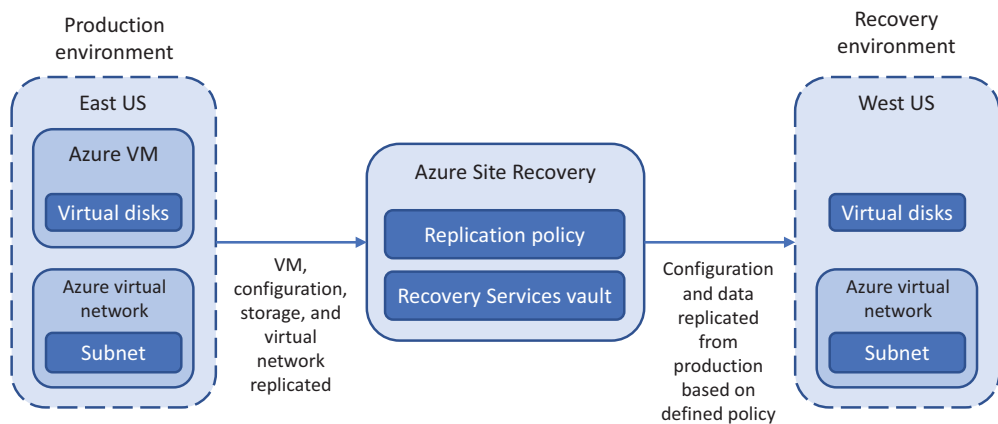 Production
environment
East US
Azure VM
Virtual disks
Azure virtual
network
Subnet
VM,
configuration,
storage, and
virtual
network
replicated
Azure Site Recovery
Replication policy
Recovery Services vault
Configuration
and data
replicated
from
production
based on
defined policy
Recovery
environment
West US
Virtual disks
Azure virtual
network
Subnet